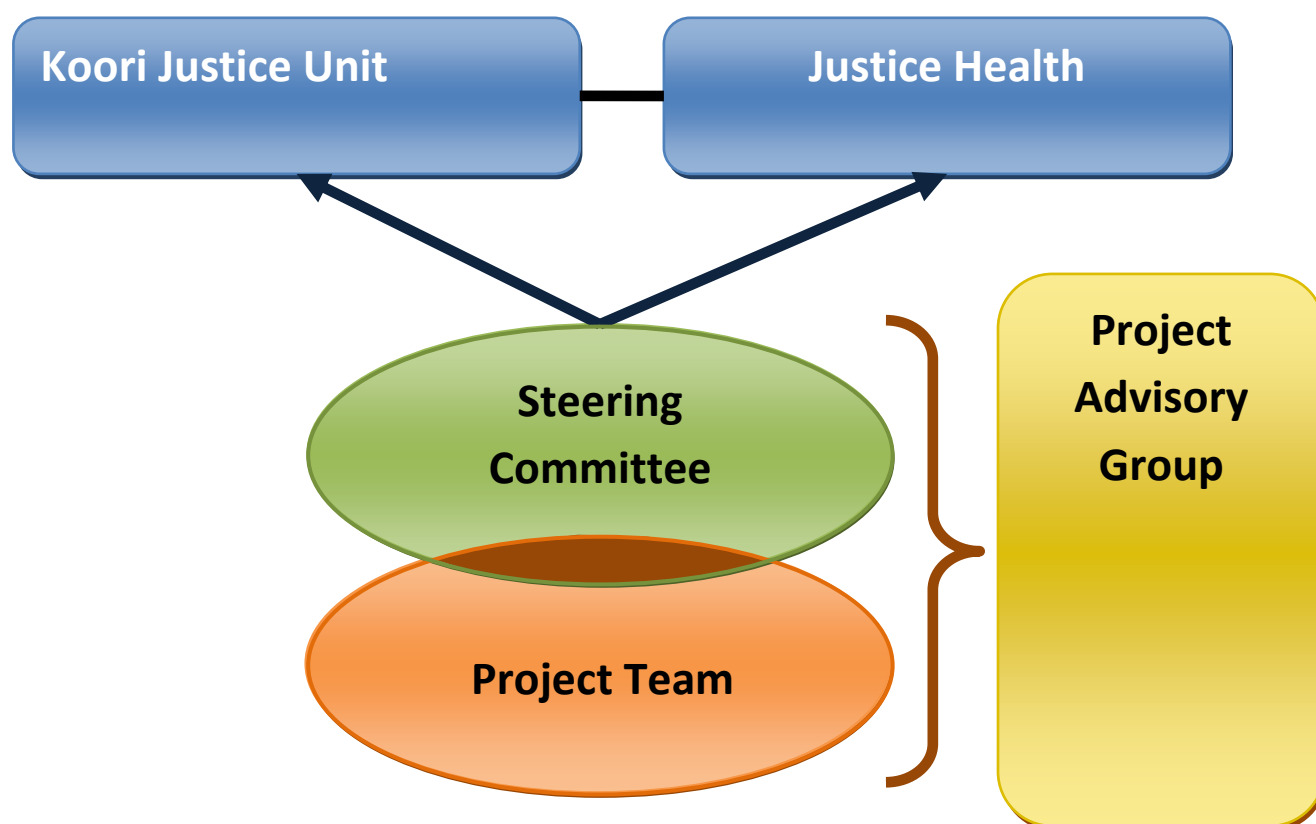 Koori Justice Unit
Justice Health
Steering
Committee
Project Team
Project
Advisory
Group